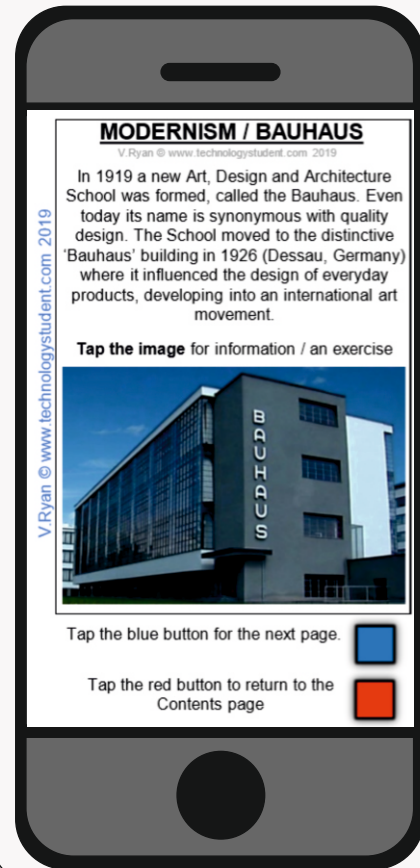 MODERNISM / BAUHAUS
V.Ryan © www.technologystudent.com 2019
In 1919 a new Art, Design and Architecture
School was formed, called the Bauhaus. Even
today its name is synonymous with quality
design. The School moved to the distinctive
‘Bauhaus’ building in 1926 (Dessau, Germany)
where it influenced the design of everyday
products, developing into an international art
movement.
Tap the image for information / an exercise
V.Ryan © www.technologystudent.com 2019
BAUHAUS
Tap the blue button for the next page.
Tap the red button to return to the
Contents page